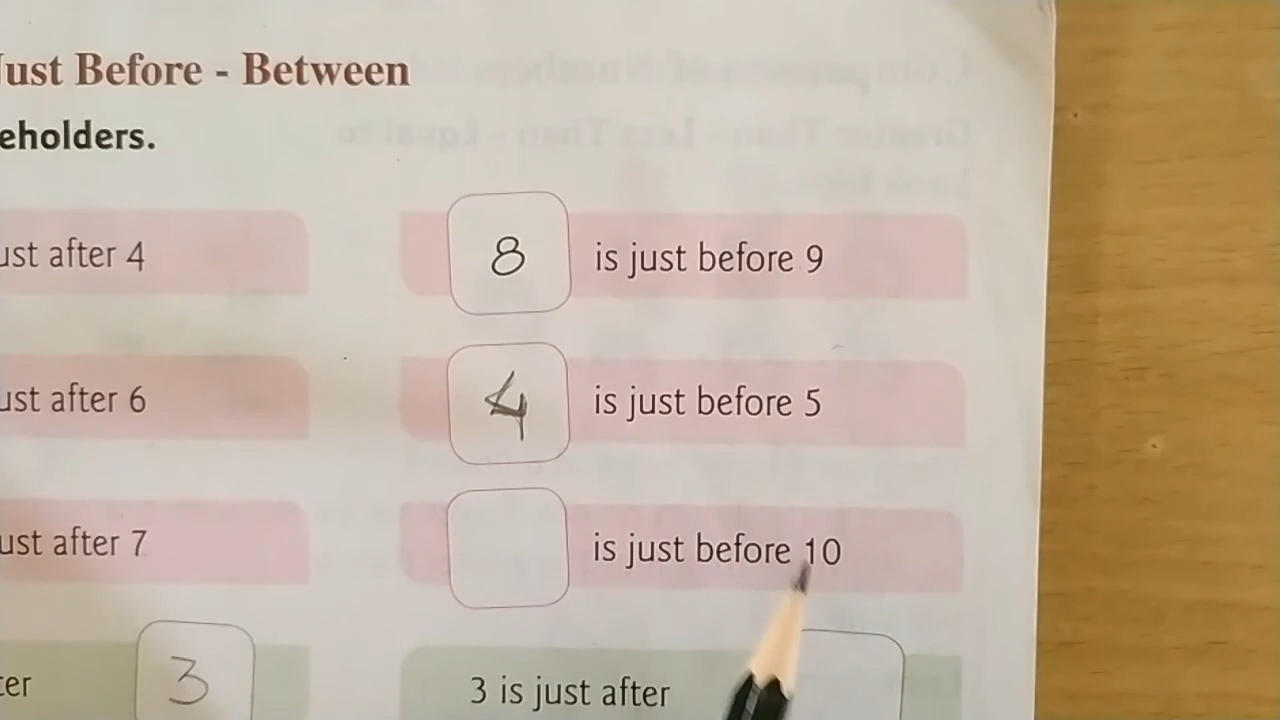 Just Before - Between
eholders.
ust after 4
8 is just before 9
ust after 6
4 is just before 5
ust after 7
is just before 10
ter 3
3 is just after